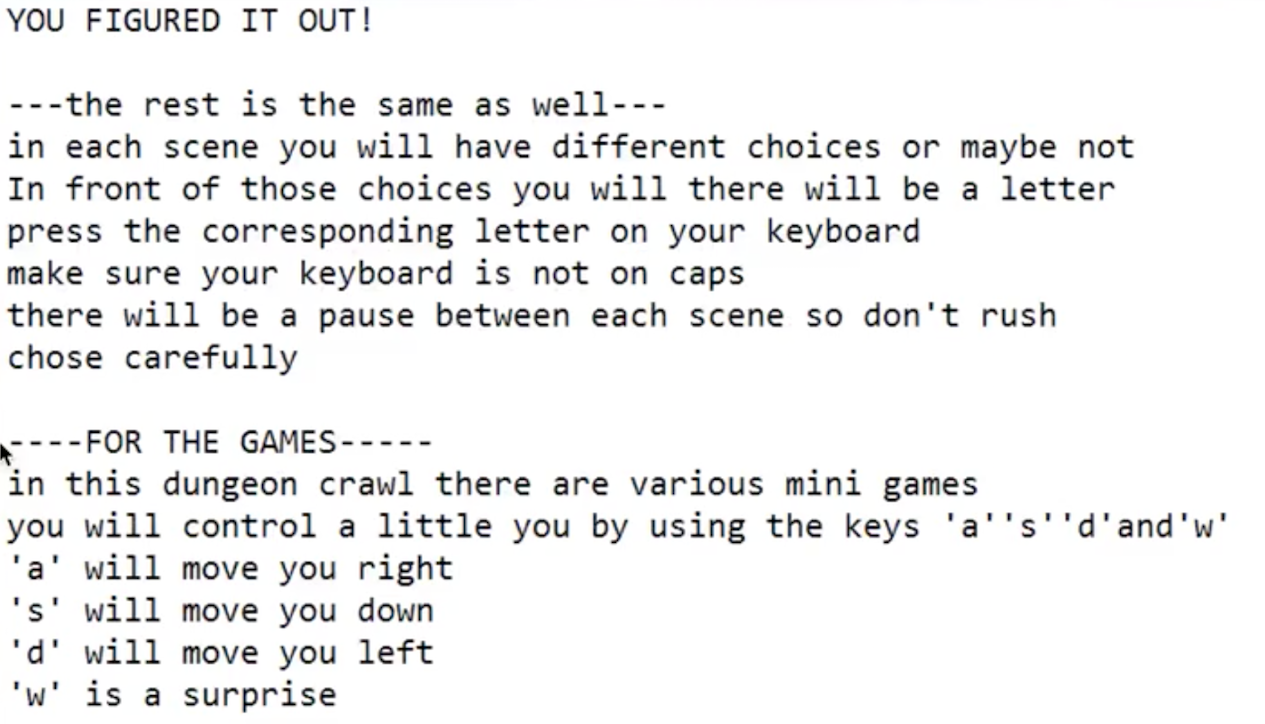 YOU FIGURED IT OUT!
---the rest is the same as well---
in each scene you will have different choices or maybe not
In front of those choices you will there will be a letter
press the corresponding letter on your keyboard
make sure your keyboard is not on caps
there will be a pause between each scene so don't rush
chose carefully
----FOR THE GAMES-----
in this dungeon crawl there are various mini games
you will control a little you by using the keys 'a''s''d'and'w'
'a' will move you right
's' will move you down
'd' will move you left
'w' is a surprise